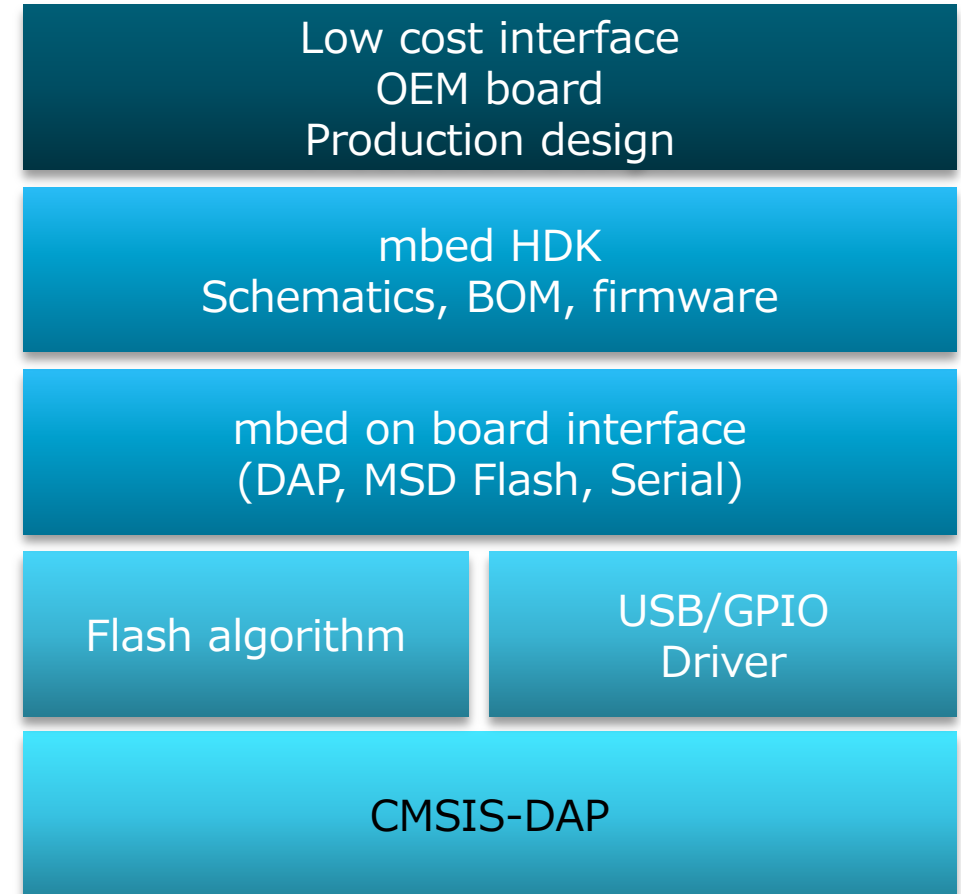 Low cost interface
OEM board
Production design
mbed HDK
Schematics, BOM, firmware
mbed on board interface
(DAP, MSD Flash, Serial)
Flash algorithm
USB/GPIO
Driver
CMSIS-DAP